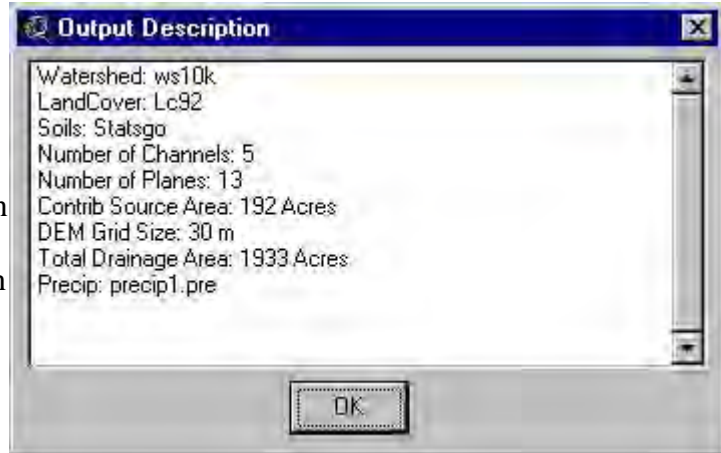 Output Description
Watershed: ws10k
LandCover: Lc92
Soils: Statsgo
Number of Channels: 5
Number of Planes: 13
Contrib Source Area: 192 Acres
DEM Grid Size: 30 m
Total Drainage Area: 1933 Acres
Precip: precip1.pre
OK